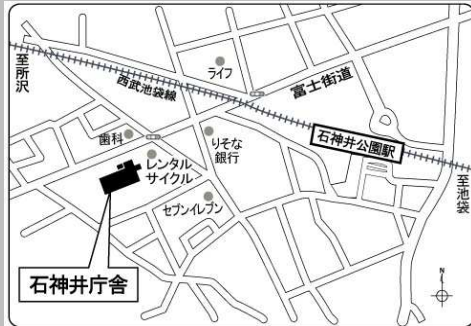 至所沢
ライフ
西武池袋線
富士街道
石神井公園駅
歯科
りそな
銀行
レンタル
サイクル
セブンイレブン
至池袋
石神井庁舎
N